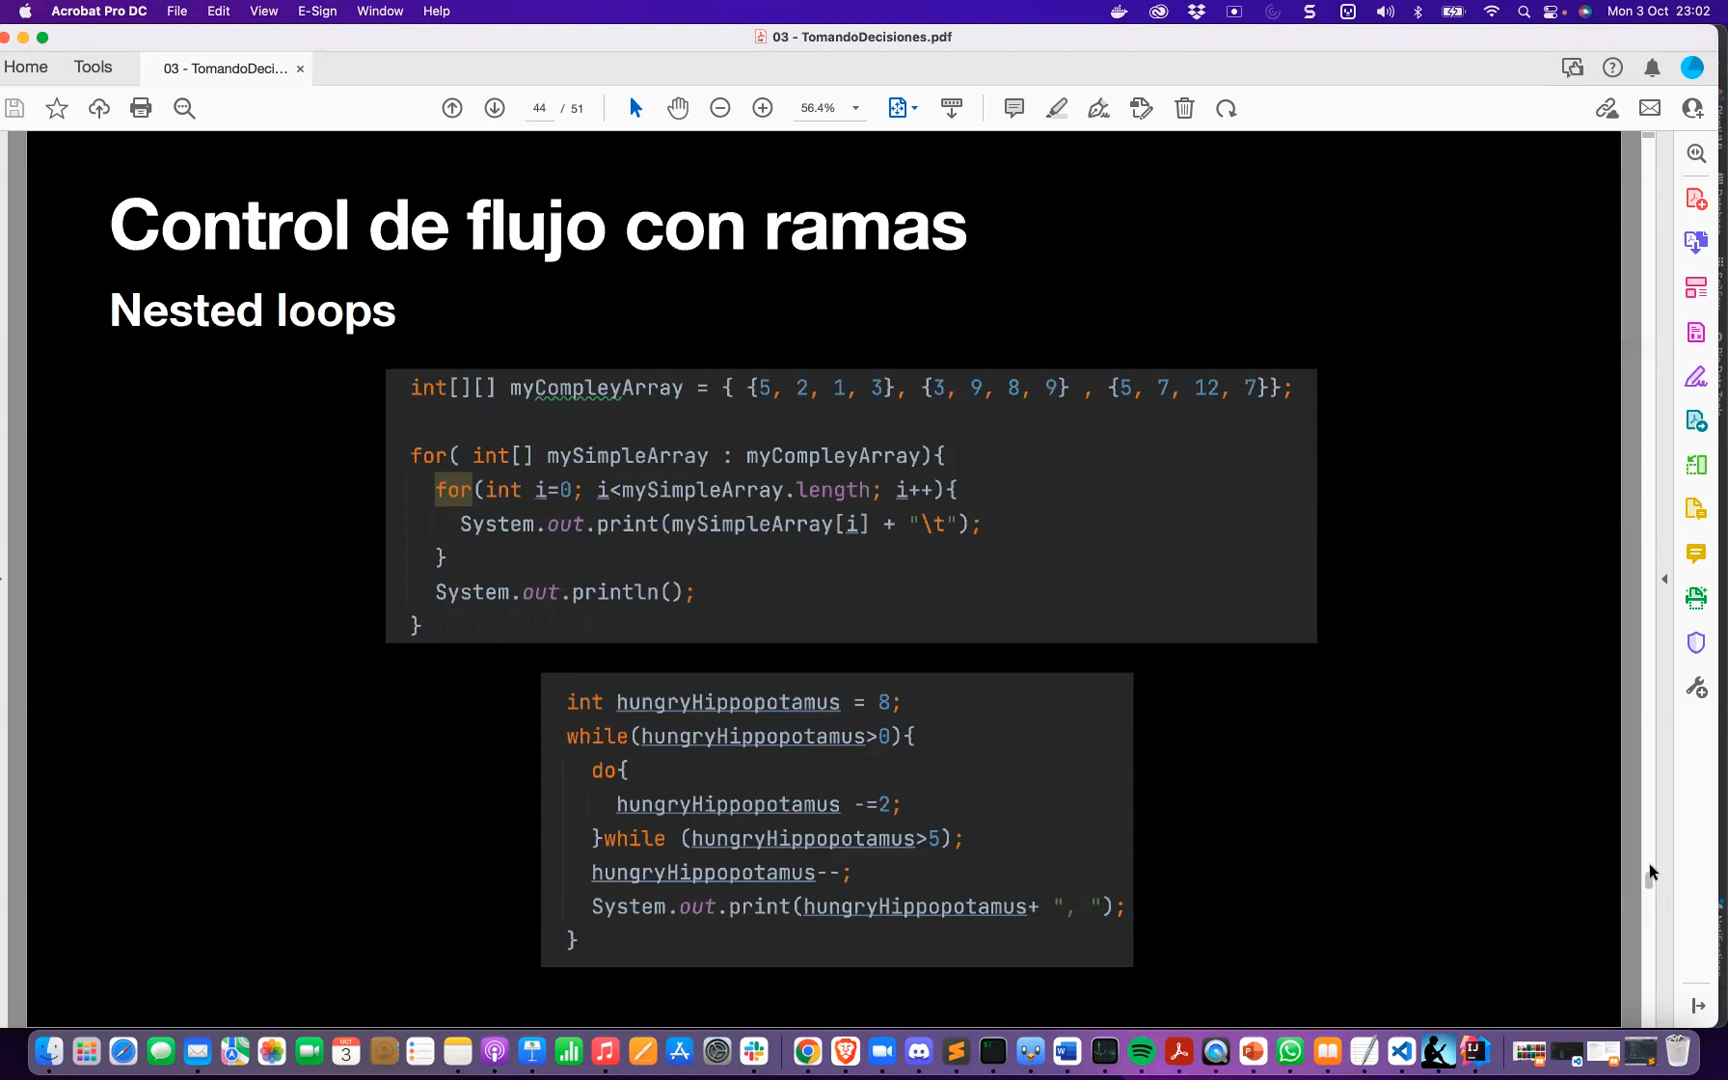 Acrobat Pro DC File Edit View E-Sign Window Help Mon 3 Oct 23:02
03 - TomandoDecisiones.pdf
Home Tools 03 - TomandoDeci... ×
44 / 51 56.4%
Control de flujo con ramas
Nested loops
int[][] myCompleyArray = { {5, 2, 1, 3}, {3, 9, 8, 9} , {5, 7, 12, 7}};
for( int[] mySimpleArray : myCompleyArray){
for(int i=0; i<mySimpleArray.length; i++){
System.out.print(mySimpleArray[i] + "\t");
}
System.out.println();
}
int hungryHippopotamus = 8;
while(hungryHippopotamus>0){
do{
hungryHippopotamus -=2;
}while (hungryHippopotamus>5);
hungryHippopotamus--;
System.out.print(hungryHippopotamus+ ", ");
}
OCT
3